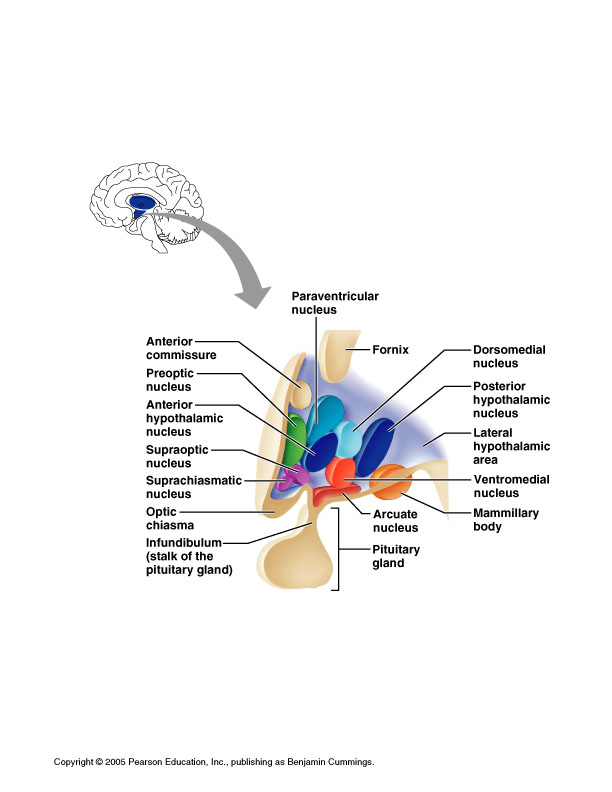 Paraventricular
nucleus
Anterior
commissure
Preoptic
nucleus
Anterior
hypothalamic
nucleus
Supraoptic
nucleus
Suprachiasmatic
nucleus
Optic
chiasma
Infundibulum
(stalk of the
pituitary gland)
Fornix
Arcuate
nucleus
Pituitary
gland
Dorsomedial
nucleus
Posterior
hypothalamic
nucleus
Lateral
hypothalamic
area
Ventromedial
nucleus
Mammillary
body
Copyright © 2005 Pearson Education, Inc., publishing as Benjamin Cummings.